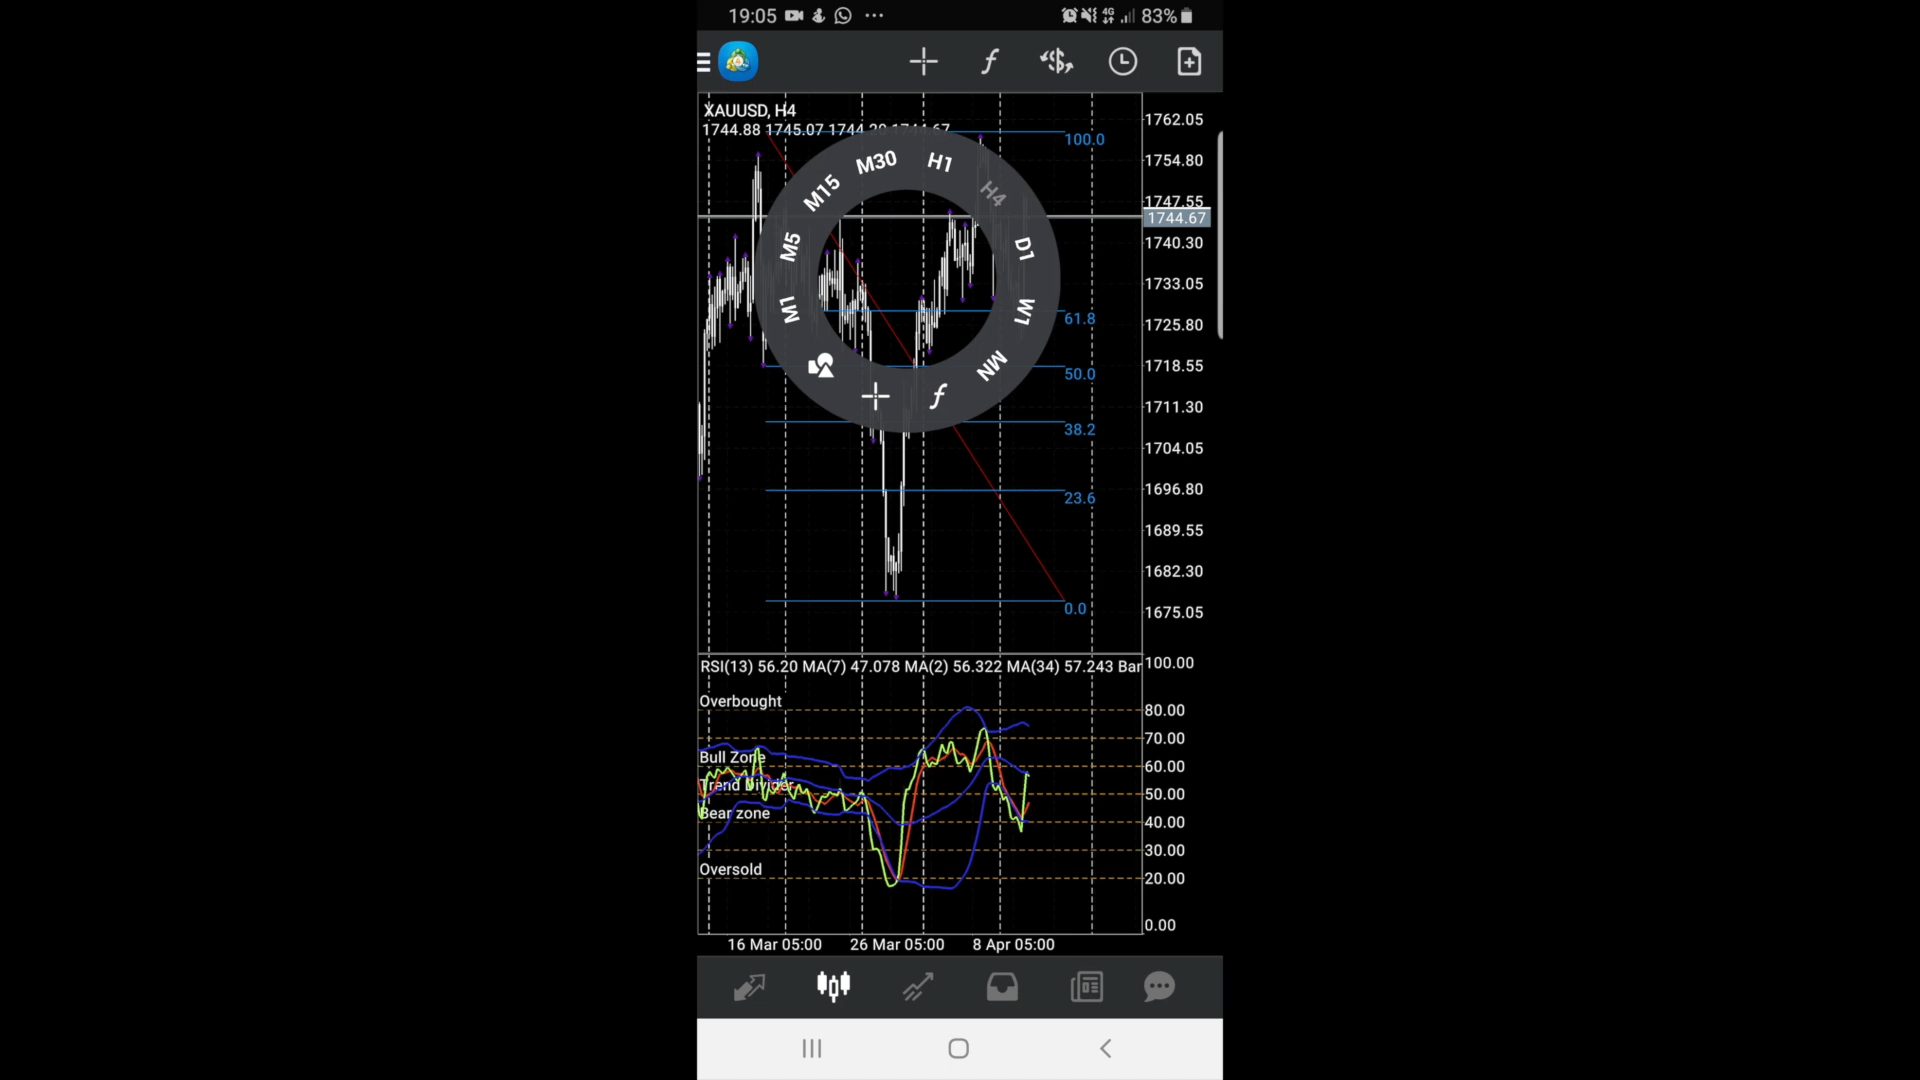 19:05 4G 83%
XAUUSD, H4
1744.88 1745.07 1744.20 1744.67
M1
M5
M15
M30
H1
H4
D1
W1
MN
f
100.0
61.8
50.0
38.2
23.6
0.0
1762.05
1754.80
1747.55
1744.67
1740.30
1733.05
1725.80
1718.55
1711.30
1704.05
1696.80
1689.55
1682.30
1675.05
RSI(13) 56.20 MA(7) 47.078 MA(2) 56.322 MA(34) 57.243 Bar
Overbought
Bull Zone
Trend Divider
Bear zone
Oversold
100.00
80.00
70.00
60.00
50.00
40.00
30.00
20.00
0.00
16 Mar 05:00 26 Mar 05:00 8 Apr 05:00